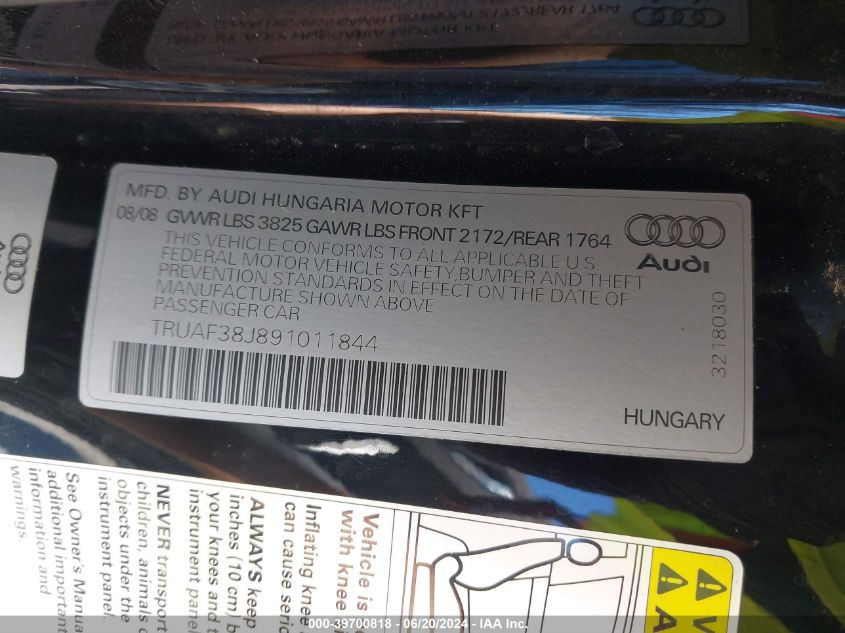 MFD. BY AUDI HUNGARIA MOTOR KFT
08/08 GVWR LBS 3825 GAWR LBS FRONT 2172/REAR 1764
THIS VEHICLE CONFORMS TO ALL APPLICABLE U.S.
FEDERAL MOTOR VEHICLE SAFETY,BUMPER AND THEFT
PREVENTION STANDARDS IN EFFECT ON THE DATE OF
MANUFACTURE SHOWN ABOVE
PASSENGER CAR
TRUAF38J891011844
Audi
3218030
HUNGARY
Audi
Vehicle is
with knee
Inflating knee
can cause serio
ALWAYS keep
inches (10 cm) b
your knees and t
instrument panel
NEVER transport
children, animals o
objects under the
instrument panel.
See Owner's Manua
additional important
information and
warnings.
000-39700818 - 06/20/2024 - IAA Inc.